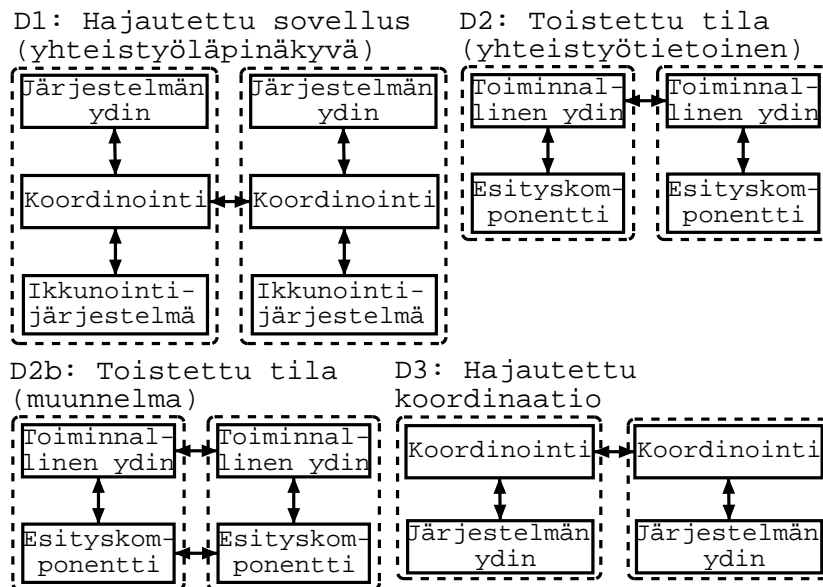 D1: Hajautettu sovellus
(yhteistyöläpinäkyvä)
Järjestelmän
ydin
Järjestelmän
ydin
Koordinointi
Koordinointi
Ikkunointi-
järjestelmä
Ikkunointi-
järjestelmä
D2: Toistettu tila
(yhteistyötietoinen)
Toiminnal-
linen ydin
Toiminnal-
linen ydin
Esityskom-
ponentti
Esityskom-
ponentti
D2b: Toistettu tila
(muunnelma)
Toiminnal-
linen ydin
Toiminnal-
linen ydin
Esityskom-
ponentti
Esityskom-
ponentti
D3: Hajautettu
koordinaatio
Koordinointi
Koordinointi
Järjestelmän
ydin
Järjestelmän
ydin